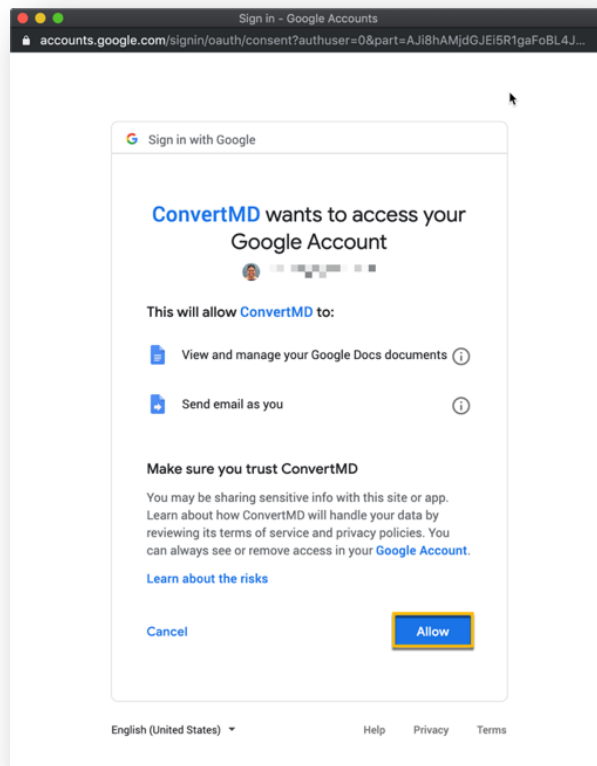 Sign in - Google Accounts
accounts.google.com/signin/oauth/consent?authuser=0&part=AJi8hAMjdGJEi5R1gaFoBL4J...
Sign in with Google
ConvertMD wants to access your
Google Account
This will allow ConvertMD to:
View and manage your Google Docs documents
Send email as you
Make sure you trust ConvertMD
You may be sharing sensitive info with this site or app.
Learn about how ConvertMD will handle your data by
reviewing its terms of service and privacy policies. You
can always see or remove access in your Google Account.
Learn about the risks
Cancel
Allow
English (United States)
Help
Privacy
Terms